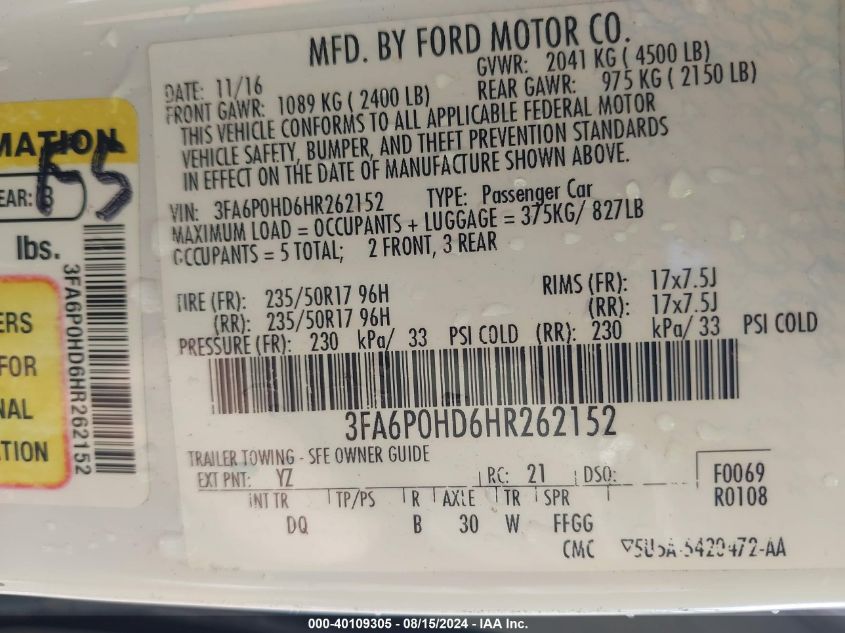 MFD. BY FORD MOTOR CO.
DATE: 11/16 GVWR: 2041 KG ( 4500 LB)
FRONT GAWR: 1089 KG ( 2400 LB) REAR GAWR: 975 KG ( 2150 LB)
THIS VEHICLE CONFORMS TO ALL APPLICABLE FEDERAL MOTOR
VEHICLE SAFETY, BUMPER, AND THEFT PREVENTION STANDARDS
IN EFFECT ON THE DATE OF MANUFACTURE SHOWN ABOVE.
VIN: 3FA6P0HD6HR262152 TYPE: Passenger Car
MAXIMUM LOAD = OCCUPANTS + LUGGAGE = 375KG/ 827LB
OCCUPANTS = 5 TOTAL; 2 FRONT, 3 REAR
TIRE (FR): 235/50R17 96H RIMS (FR): 17x7.5J
(RR): 235/50R17 96H (RR): 17x7.5J
PRESSURE (FR): 230 kPa/ 33 PSI COLD (RR): 230 kPa/ 33 PSI COLD
3FA6P0HD6HR262152
TRAILER TOWING - SEE OWNER GUIDE
EXT PNT: YZ RC: 21 DSO: F0069
INT TR TP/PS R AXLE TR SPR R0108
DQ B 30 W FFGG
CMC
MATION
EAR: 3
55
lbs.
3FA6P0HD6HR262152
ERS
FOR
NAL
TION
000-40109305 - 08/15/2024 - IAA Inc.